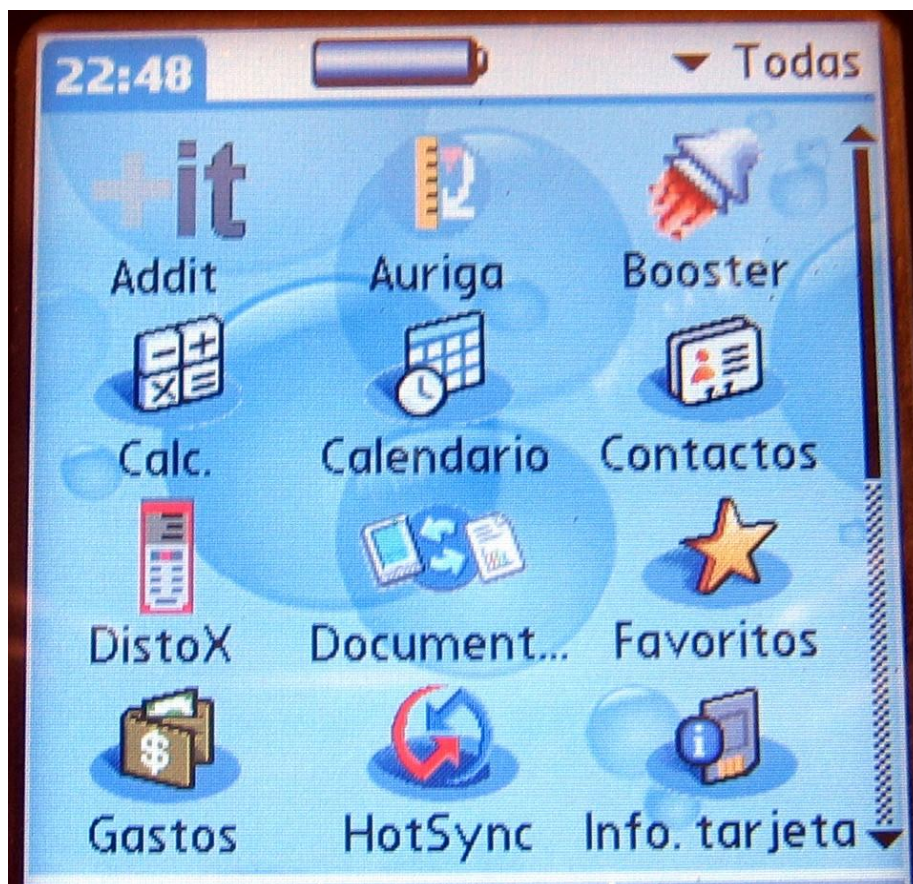 22:48 Todas
+it
Addit Auriga Booster
Calc. Calendario Contactos
DistoX Document... Favoritos
$ i
Gastos HotSync Info. tarjeta